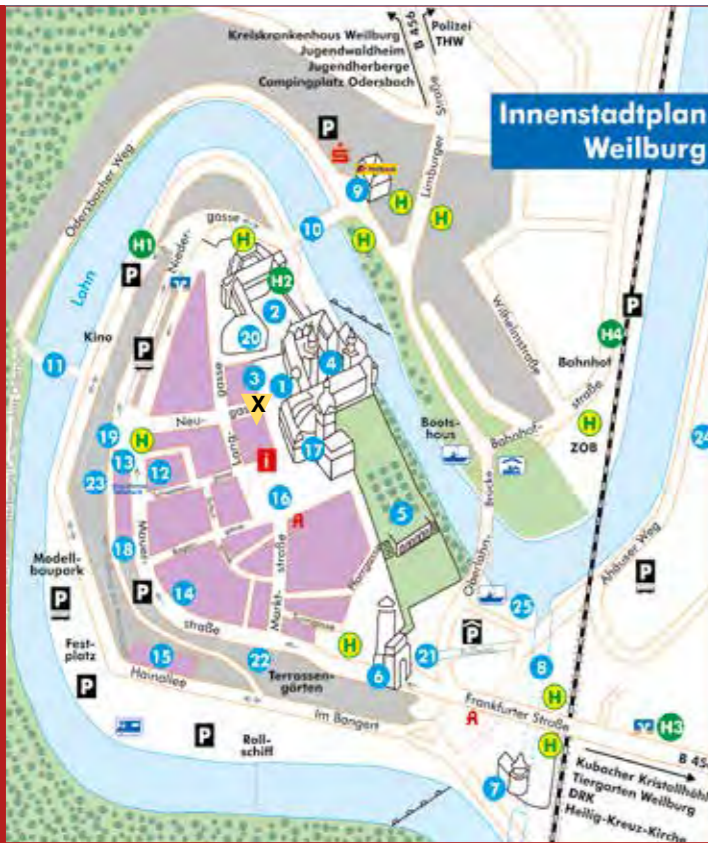 Kreiskrankenhaus Weilburg
Jugendwaldheim
Jugendherberge
Campingplatz Odersbach
B 456
Polizei
THW
Innenstadtplan
Weilburg
Limburger Straße
P
9
H
H
H
10
Odersbacher Weg
H1
Nieder-
gasse
H
P
Lahn
H2
2
20
Kino
P
11
Wilhelmstraße
P
H4
Bahnhof
Bahnhof-
straße
H
ZOB
3
1
4
X
gasse
Lang-
gasse
Neu-
19
H
13
12
23
i
17
16
Boots-
haus
5
24
Mauer-
straße
18
Modell-
baupark
P
P
14
Markt-
straße
Oberlahn-
brücke
Ahäuser Weg
P
25
P
21
8
Fest-
platz
P
15
Hainallee
22
Terrassen-
gärten
H
6
Im Bangert
P
Roll-
schiff
Frankfurter Straße
H
H
H3
7
Kubacher Kristallhöhl
Tiergarten Weilburg
DRK
Heilig-Kreuz-Kirche